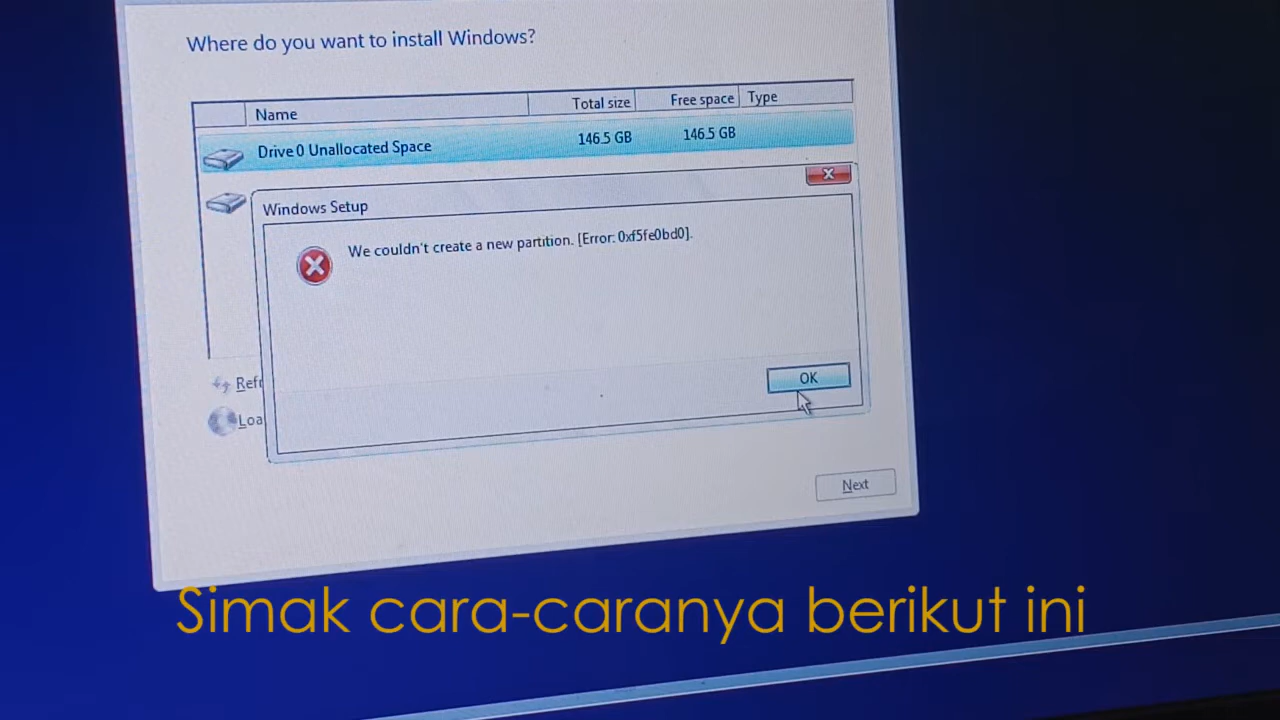 Where do you want to install Windows?
Name Total size Free space Type
Drive 0 Unallocated Space 146.5 GB 146.5 GB
Windows Setup
We couldn't create a new partition. [Error: 0xf5fe0bd0].
OK
Next
Simak cara-caranya berikut ini